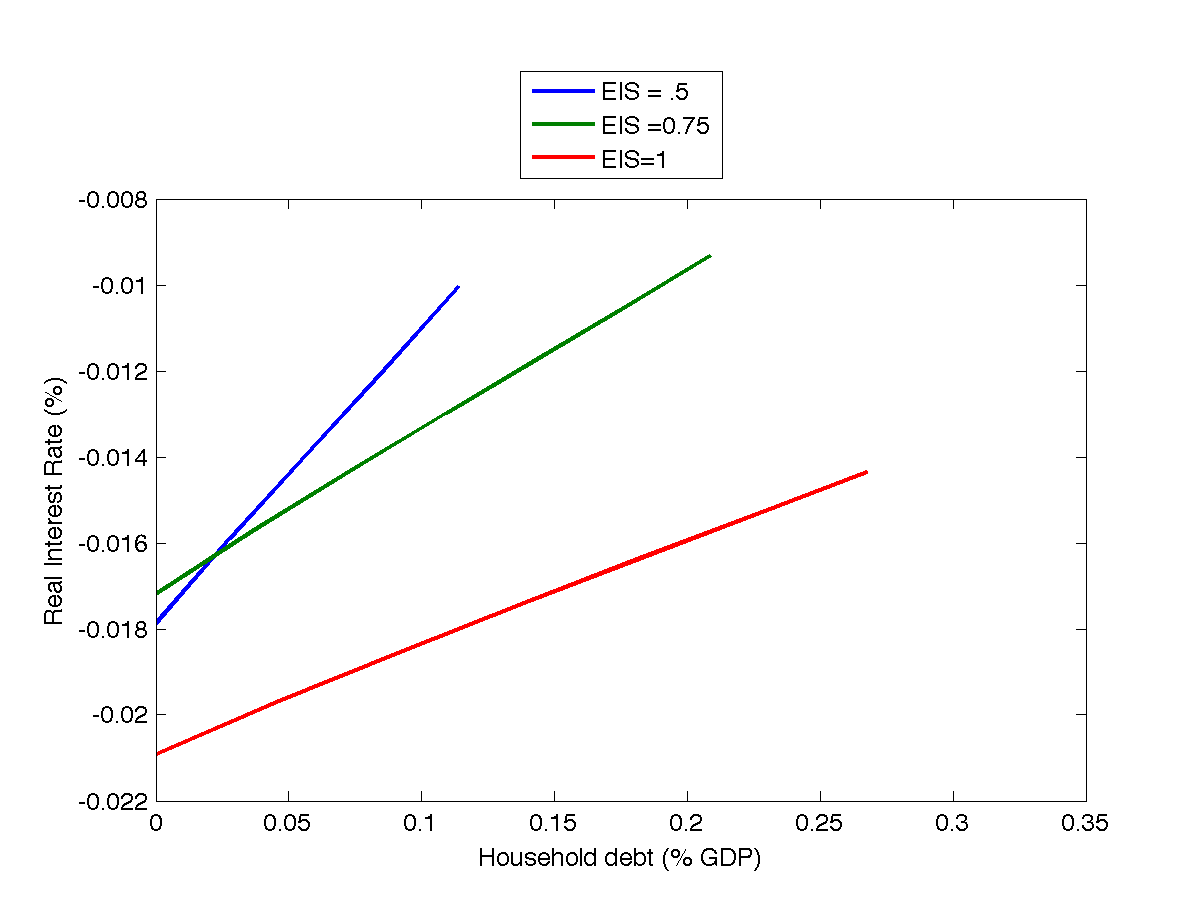 EIS = .5
EIS =0.75
EIS=1
-0.008
-0.01
-0.012
-0.014
-0.016
-0.018
-0.02
-0.022
Real Interest Rate (%)
0 0.05 0.1 0.15 0.2 0.25 0.3 0.35
Household debt (% GDP)